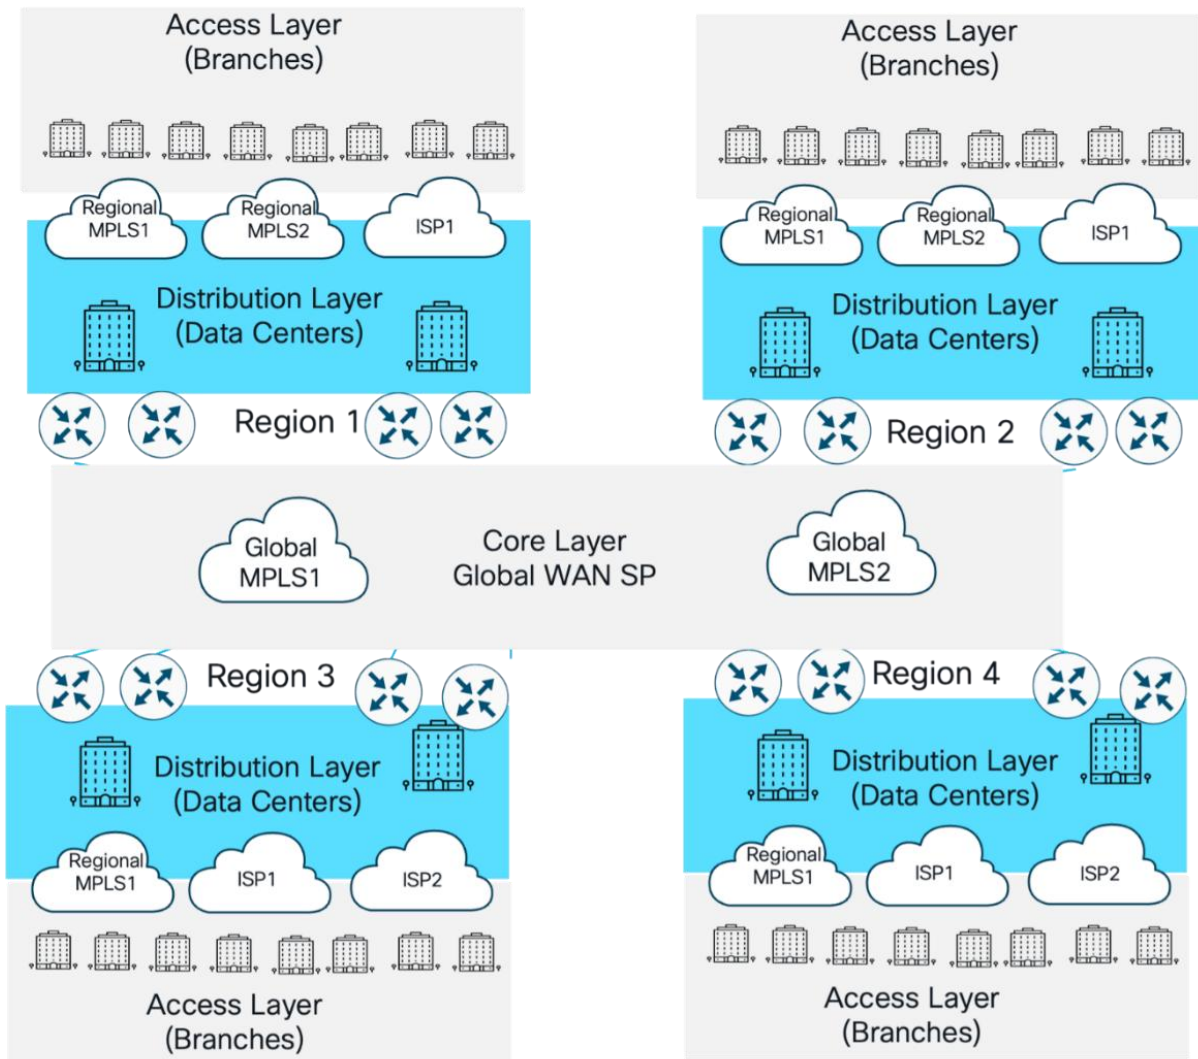 Access Layer
(Branches)
Access Layer
(Branches)
Regional
MPLS1
Regional
MPLS2
ISP1
Regional
MPLS1
Regional
MPLS2
ISP1
Distribution Layer
(Data Centers)
Distribution Layer
(Data Centers)
Region 1
Region 2
Global
MPLS1
Core Layer
Global WAN SP
Global
MPLS2
Region 3
Region 4
Distribution Layer
(Data Centers)
Distribution Layer
(Data Centers)
Regional
MPLS1
ISP1
ISP2
Regional
MPLS1
ISP1
ISP2
Access Layer
(Branches)
Access Layer
(Branches)